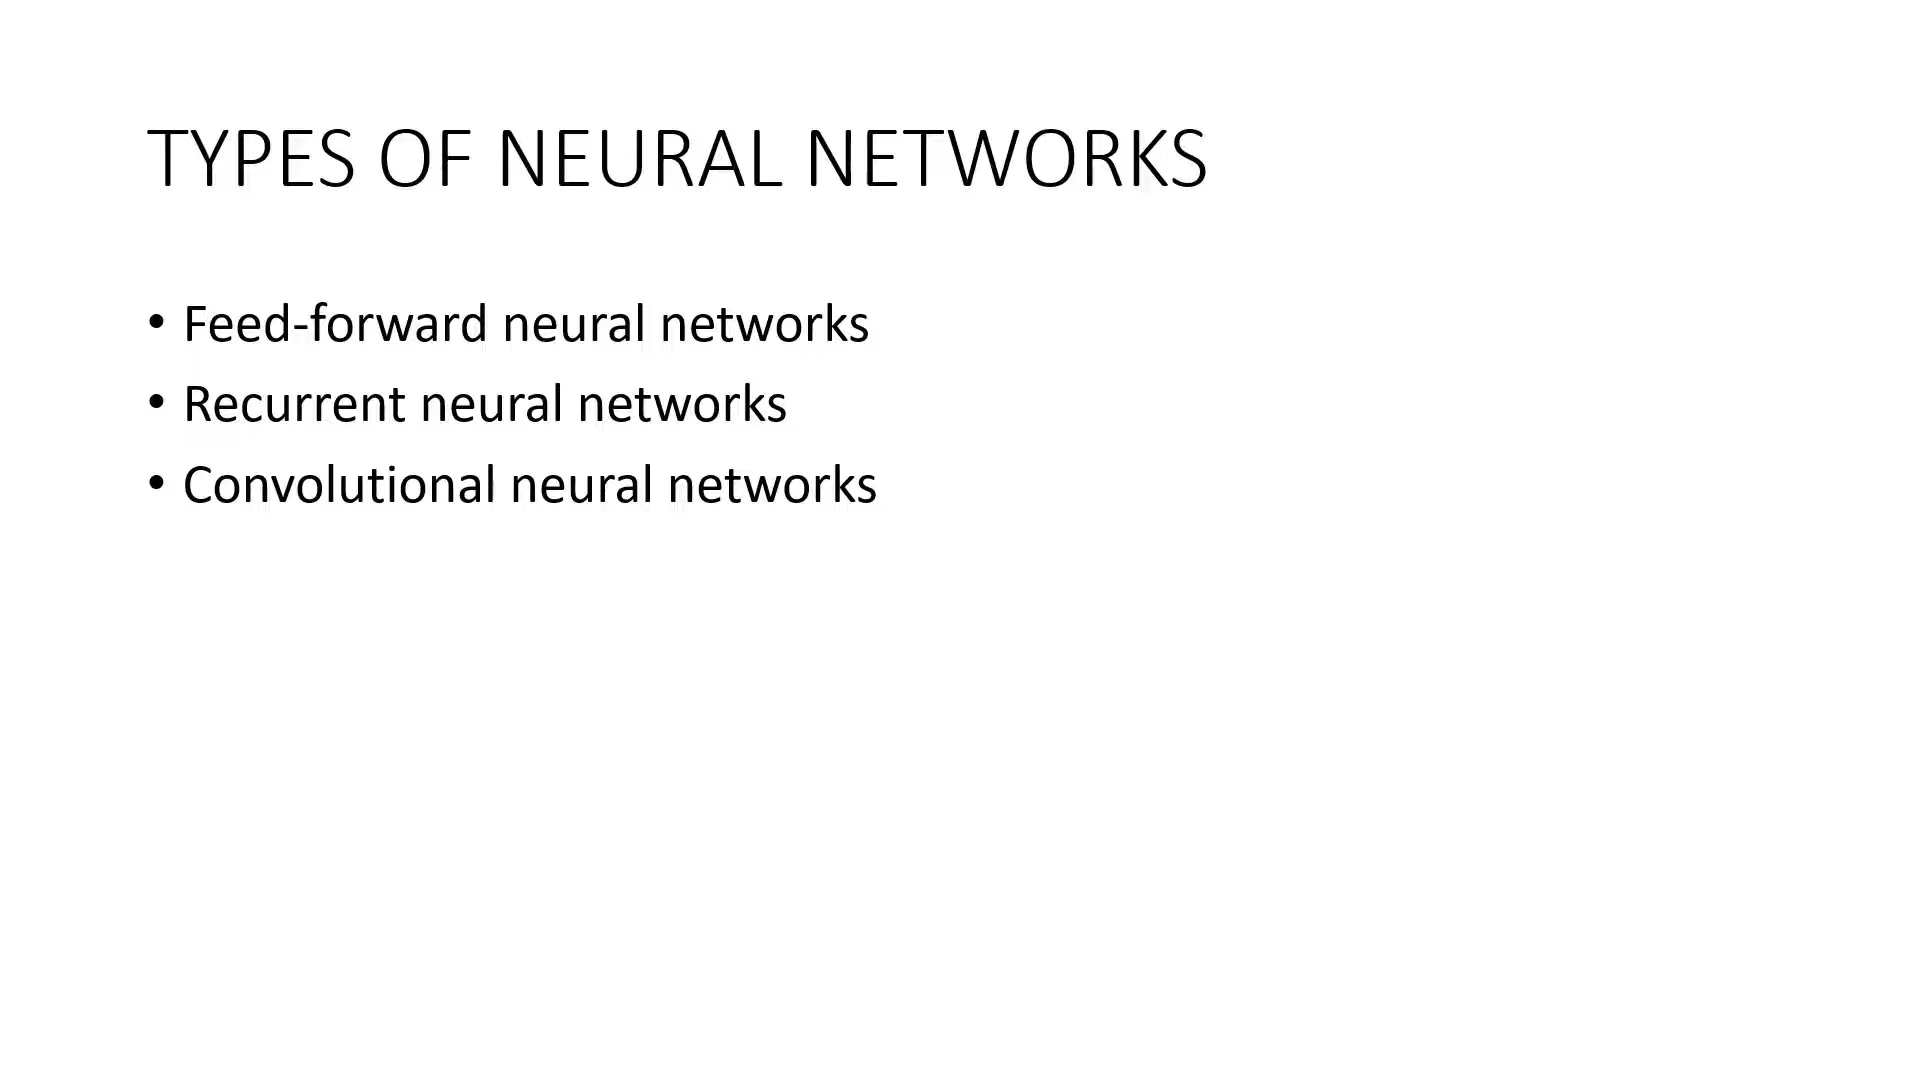 TYPES OF NEURAL NETWORKS
• Feed-forward neural networks
• Recurrent neural networks
• Convolutional neural networks